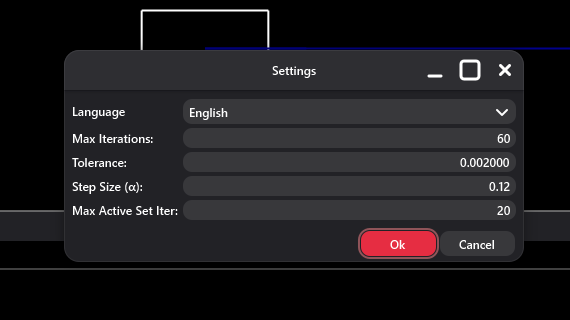 Settings
Language English
Max Iterations: 60
Tolerance: 0.002000
Step Size (α): 0.12
Max Active Set Iter: 20
Ok Cancel